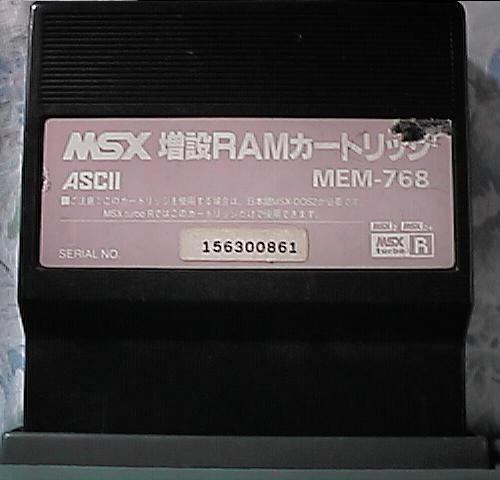 MSX 増設RAMカートリッジ
ASCII
MEM-768
■ご注意:このカートリッジを使用する場合は、日本語MSX-DOS2が必要です。
MSX turbo Rではこのカートリッジだけで使用できます。
SERIAL NO.
156300861
MSX 2 MSX 2+
MSX turbo R